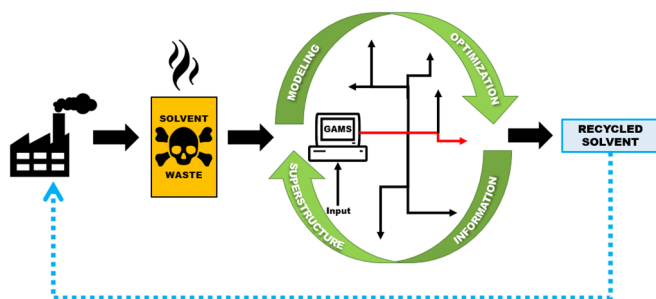 SOLVENT
WASTE
MODELING
OPTIMIZATION
GAMS
Input
SUPERSTRUCTURE
INFORMATION
RECYCLED
SOLVENT